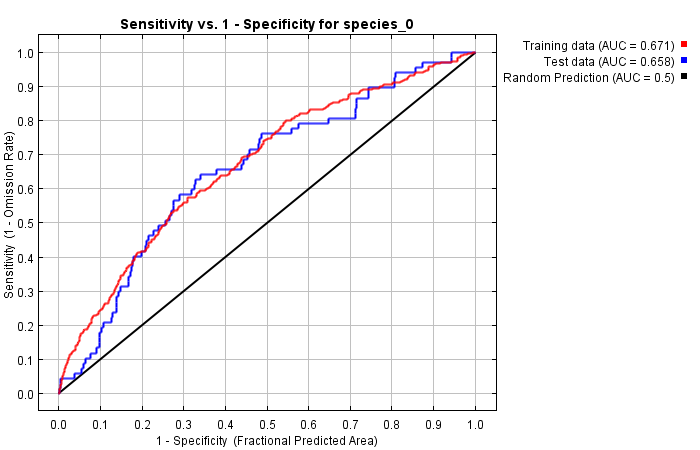 Sensitivity vs. 1 - Specificity for species_0
Training data (AUC = 0.671)
Test data (AUC = 0.658)
Random Prediction (AUC = 0.5)
Sensitivity (1 - Omission Rate)
1.0
0.9
0.8
0.7
0.6
0.5
0.4
0.3
0.2
0.1
0.0
0.0 0.1 0.2 0.3 0.4 0.5 0.6 0.7 0.8 0.9 1.0
1 - Specificity (Fractional Predicted Area)